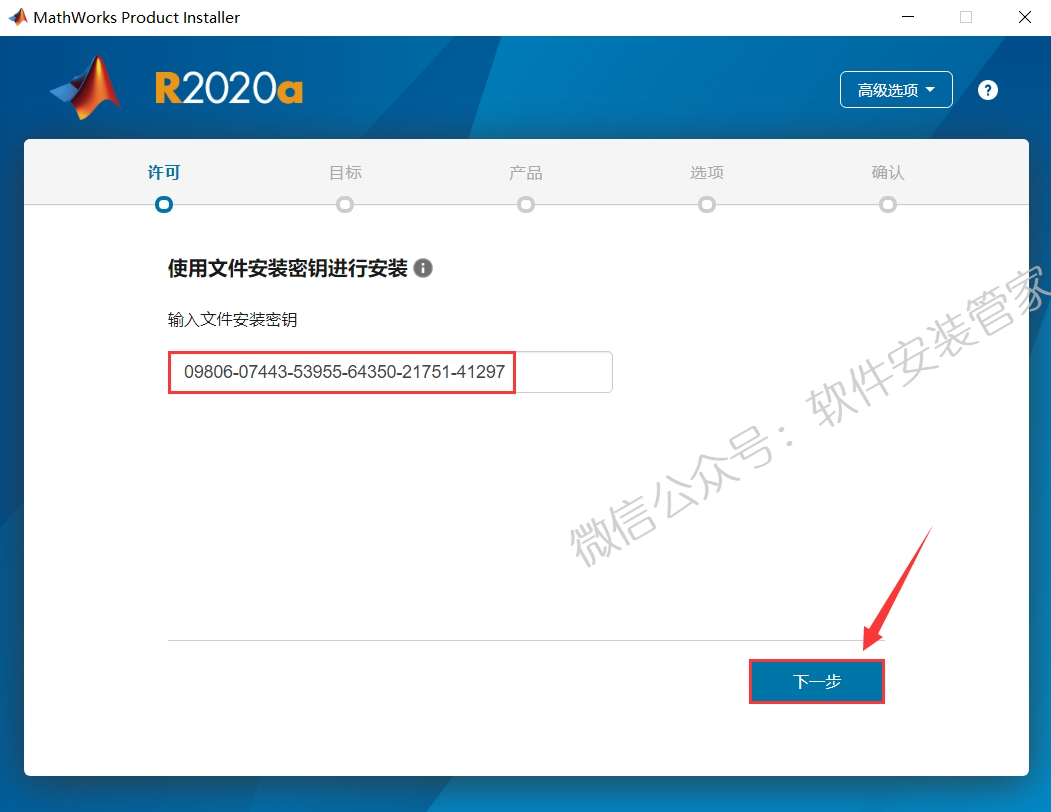 MathWorks Product Installer
R2020a
高级选项
?
许可
目标
产品
选项
确认
使用文件安装密钥进行安装
输入文件安装密钥
09806-07443-53955-64350-21751-41297
微信公众号：软件安装管家
下一步